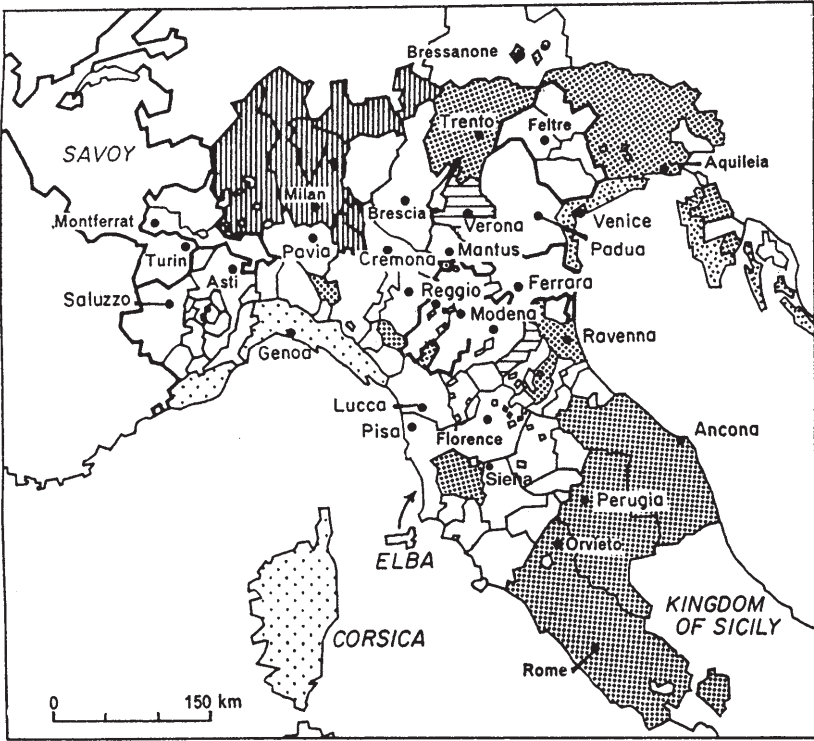 Bressanone
Trento
Feltre
SAVOY
Aquileia
Milan
Brescia
Montferrat
Verona
Venice
Padua
Pavia
Cremona
Mantus
Turin
Asti
Saluzzo
Reggio
Ferrara
Modena
Ravenna
Genoa
Lucca
Pisa
Florence
Ancona
Siena
Perugia
Orvieto
ELBA
KINGDOM
OF SICILY
CORSICA
Rome
0 150 km